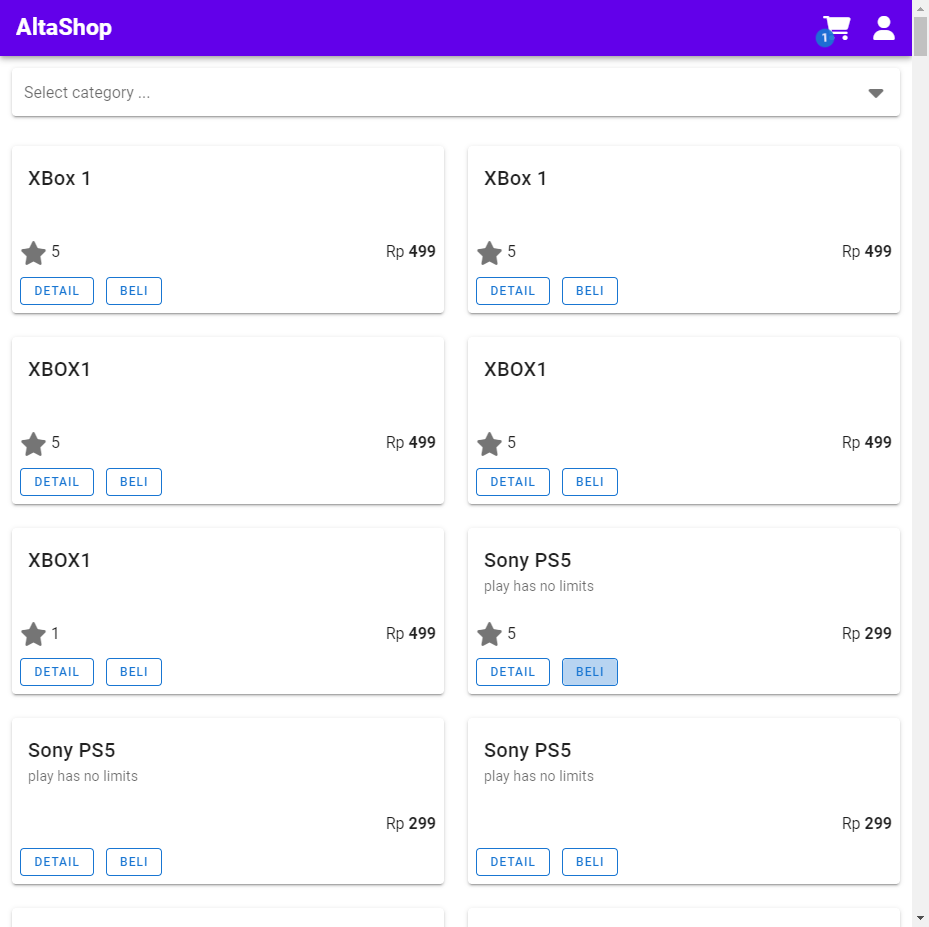 AltaShop
1
Select category ...
XBox 1
5
Rp 499
DETAIL
BELI
XBox 1
5
Rp 499
DETAIL
BELI
XBOX1
5
Rp 499
DETAIL
BELI
XBOX1
5
Rp 499
DETAIL
BELI
XBOX1
1
Rp 499
DETAIL
BELI
Sony PS5
play has no limits
5
Rp 299
DETAIL
BELI
Sony PS5
play has no limits
Rp 299
DETAIL
BELI
Sony PS5
play has no limits
Rp 299
DETAIL
BELI